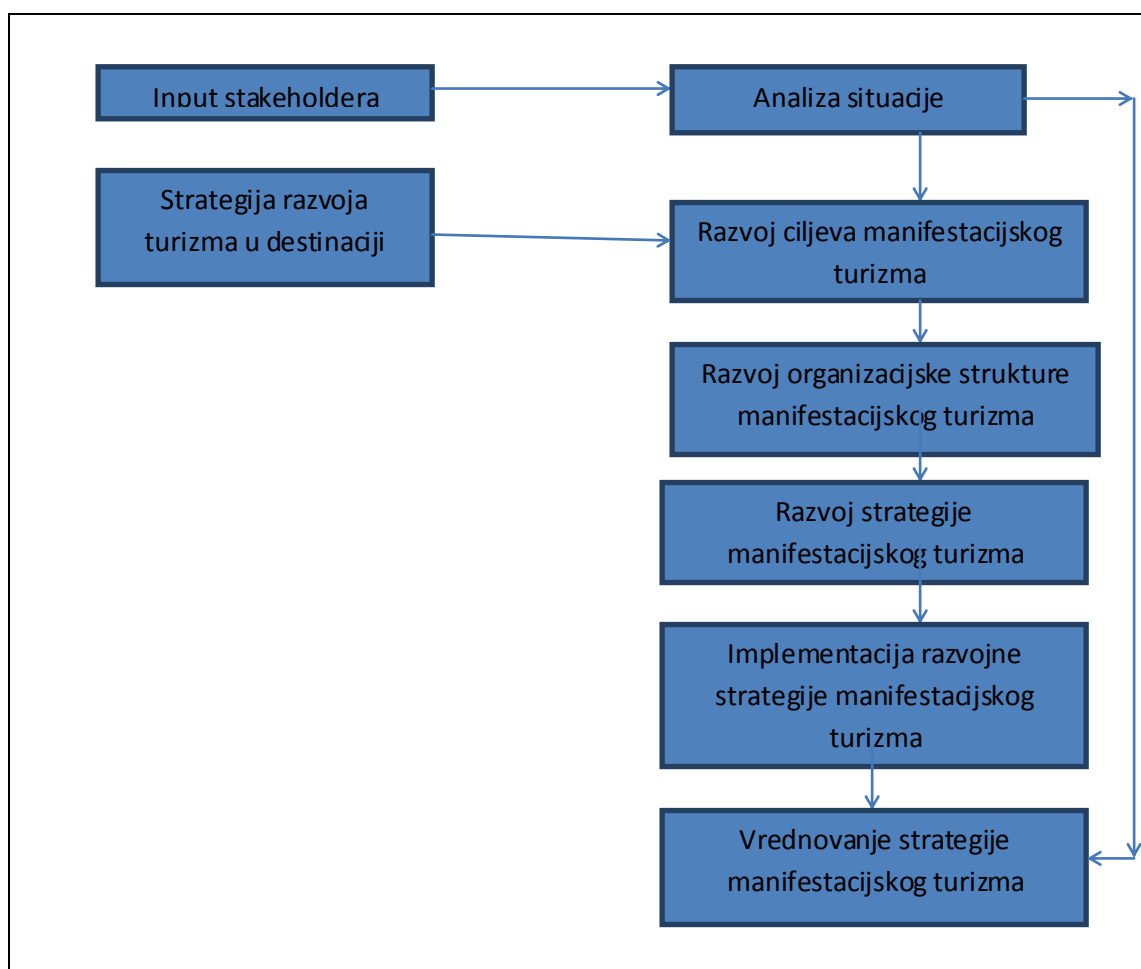 Input stakeholdera
Analiza situacije
Strategija razvoja
turizma u destinaciji
Razvoj ciljeva manifestacijskog
turizma
Razvoj organizacijske strukture
manifestacijskog turizma
Razvoj strategije
manifestacijskog turizma
Implementacija razvojne
strategije manifestacijskog
turizma
Vrednovanje strategije
manifestacijskog turizma